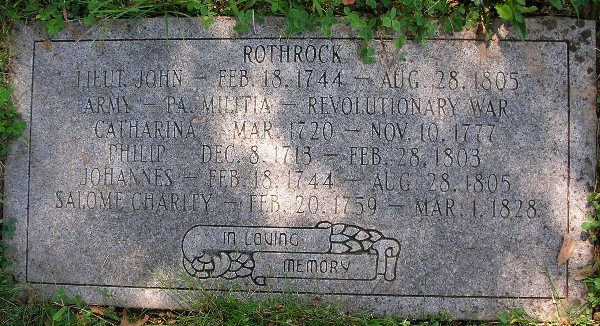 ROTHROCK
LIEUT. JOHN – FEB. 18. 1744 – AUG. 28. 1805
ARMY – PA. MILITIA – REVOLUTIONARY WAR
CATHARINA MAR. 1720 – NOV. 10. 1777
PHILIP DEC. 8. 1713 – FEB. 28. 1803
JOHANNES – FEB. 18. 1744 – AUG. 28. 1805
SALOME CHARITY – FEB. 20. 1759 – MAR. 1. 1828
IN LOVING
MEMORY